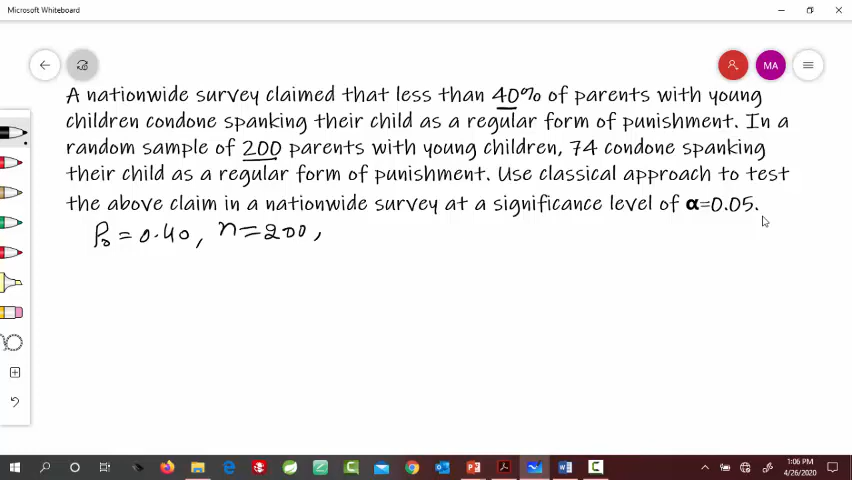 Microsoft Whiteboard
MA
A nationwide survey claimed that less than 40% of parents with young
children condone spanking their child as a regular form of punishment. In a
random sample of 200 parents with young children, 74 condone spanking
their child as a regular form of punishment. Use classical approach to test
the above claim in a nationwide survey at a significance level of α=0.05.
P₀ = 0.40, n=200,
1:06 PM
4/26/2020